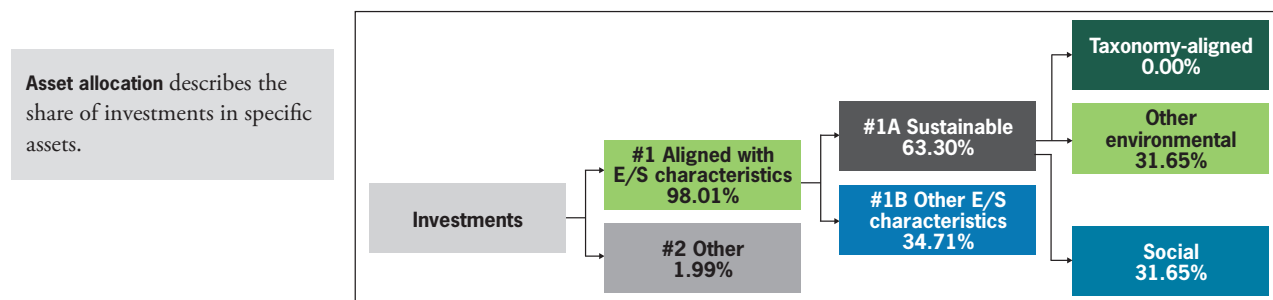 Asset allocation describes the
share of investments in specific
assets.
Investments
#1 Aligned with
E/S characteristics
98.01%
#2 Other
1.99%
#1A Sustainable
63.30%
#1B Other E/S
characteristics
34.71%
Taxonomy-aligned
0.00%
Other
environmental
31.65%
Social
31.65%